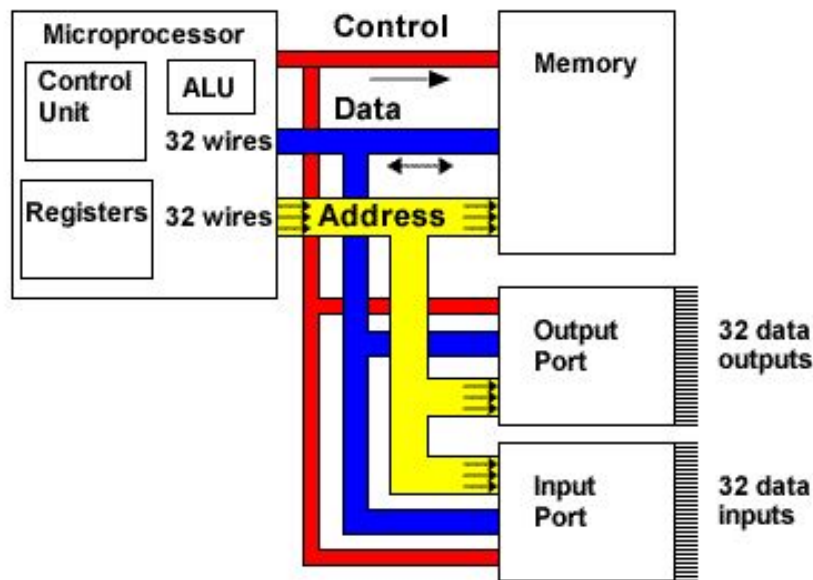 Microprocessor
Control
Unit
ALU
32 wires
Registers
32 wires
Control
Data
Address
Memory
Output
Port
32 data
outputs
Input
Port
32 data
inputs